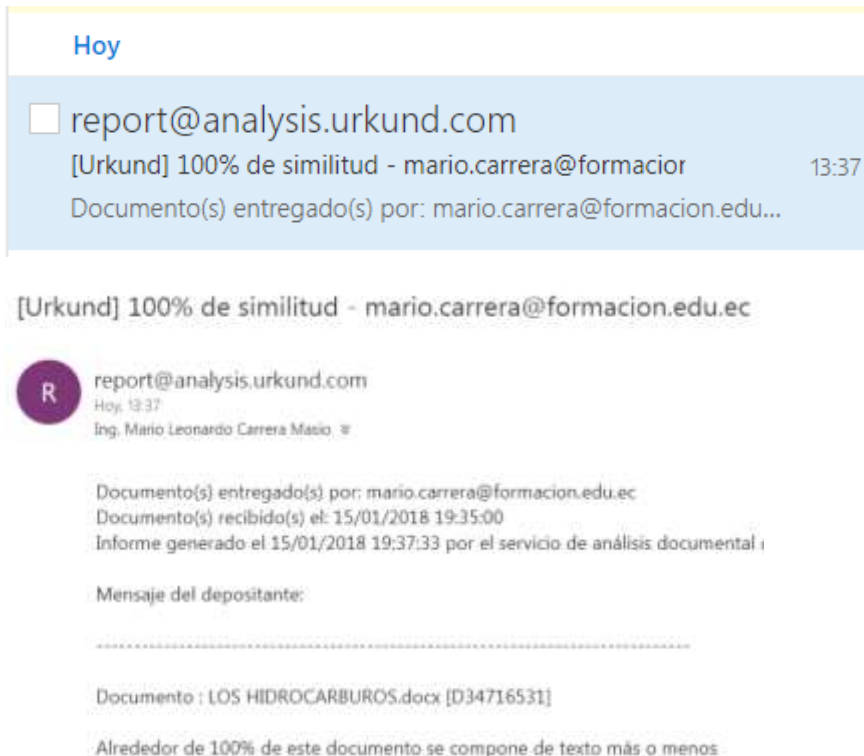 Hoy
report@analysis.urkund.com
[Urkund] 100% de similitud - mario.carrera@formacior
13:37
Documento(s) entregado(s) por: mario.carrera@formacion.edu...
[Urkund] 100% de similitud - mario.carrera@formacion.edu.ec
R
report@analysis.urkund.com
Hoy, 13:37
Ing. Mario Leonardo Carrera Masio
Documento(s) entregado(s) por: mario.carrera@formacion.edu.ec
Documento(s) recibido(s) el: 15/01/2018 19:35:00
Informe generado el 15/01/2018 19:37:33 por el servicio de análisis documental
Mensaje del depositante:
--------------------------------------------------------------------------------
Documento : LOS HIDROCARBUROS.docx [D34716531]
Alrededor de 100% de este documento se compone de texto más o menos